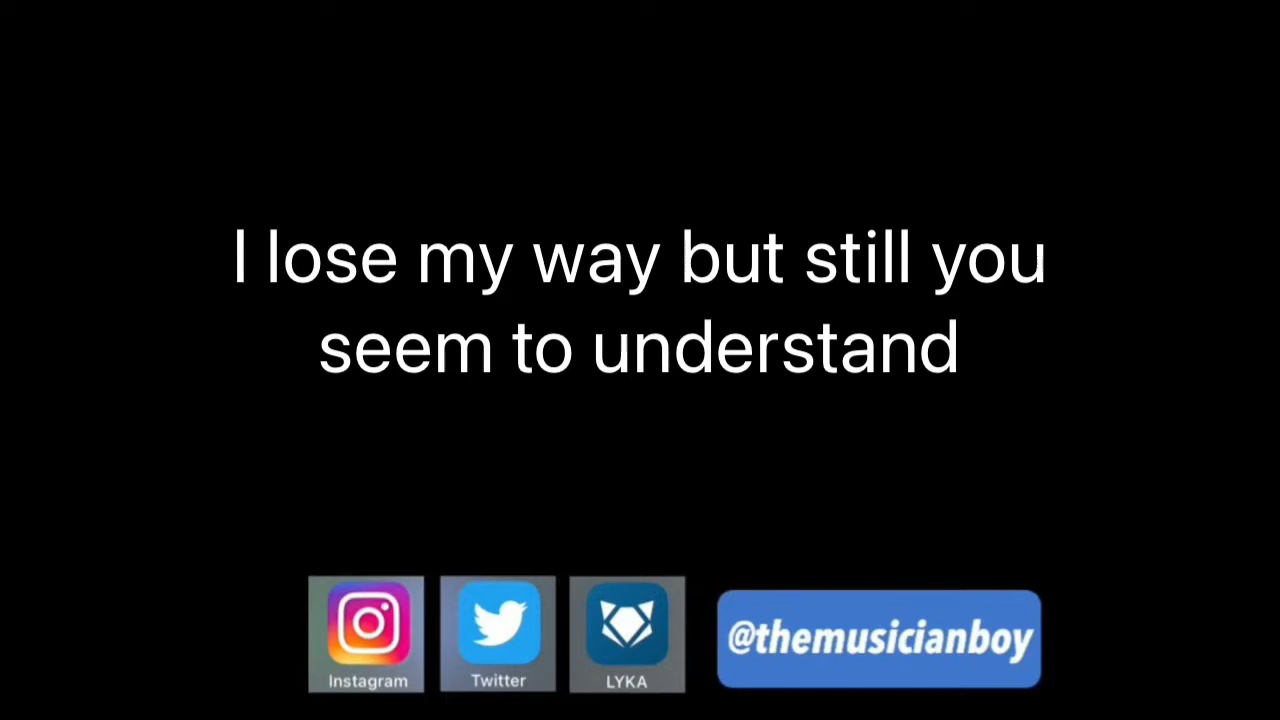 I lose my way but still you
seem to understand
Instagram
Twitter
LYKA
@themusicianboy